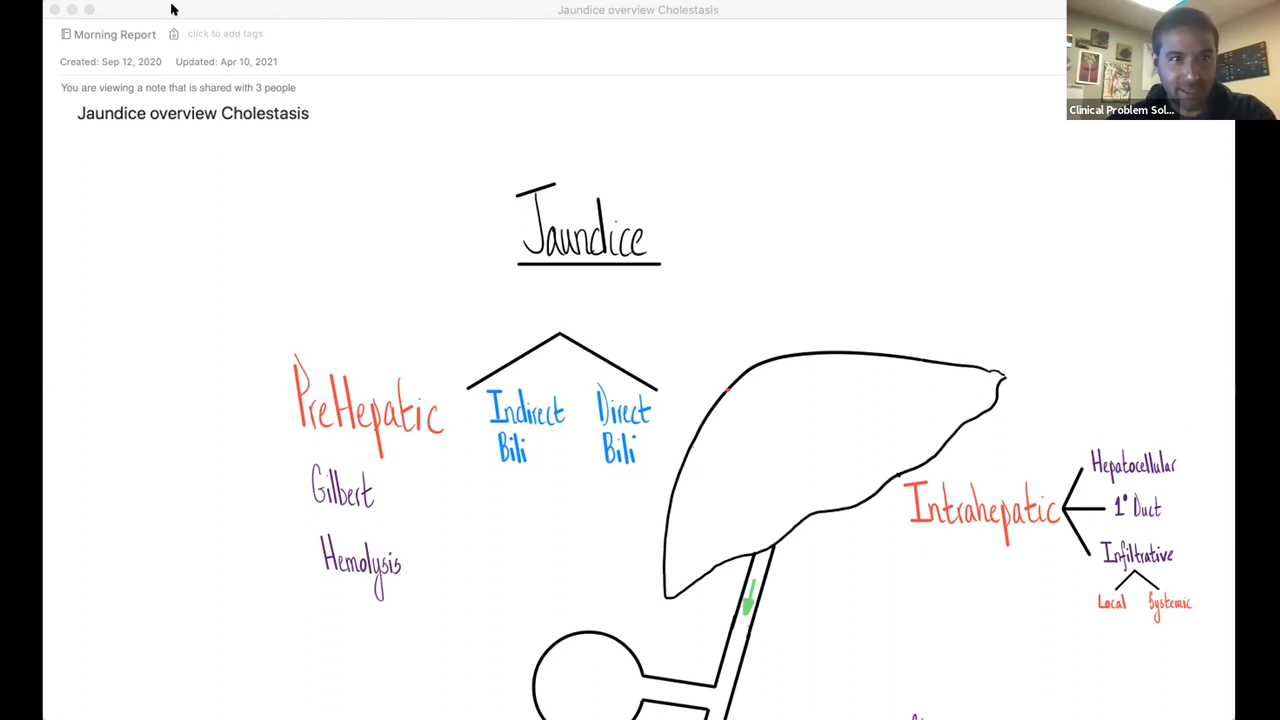 Jaundice overview Cholestasis
Morning Report
click to add tags
Created: Sep 12, 2020
Updated: Apr 10, 2021
You are viewing a note that is shared with 3 people
Jaundice overview Cholestasis
Clinical Problem Sol...
Jaundice
PreHepatic
Indirect
Bili
Direct
Bili
Gilbert
Hemolysis
Intrahepatic
Hepatocellular
1° Duct
Infiltrative
Local
Systemic